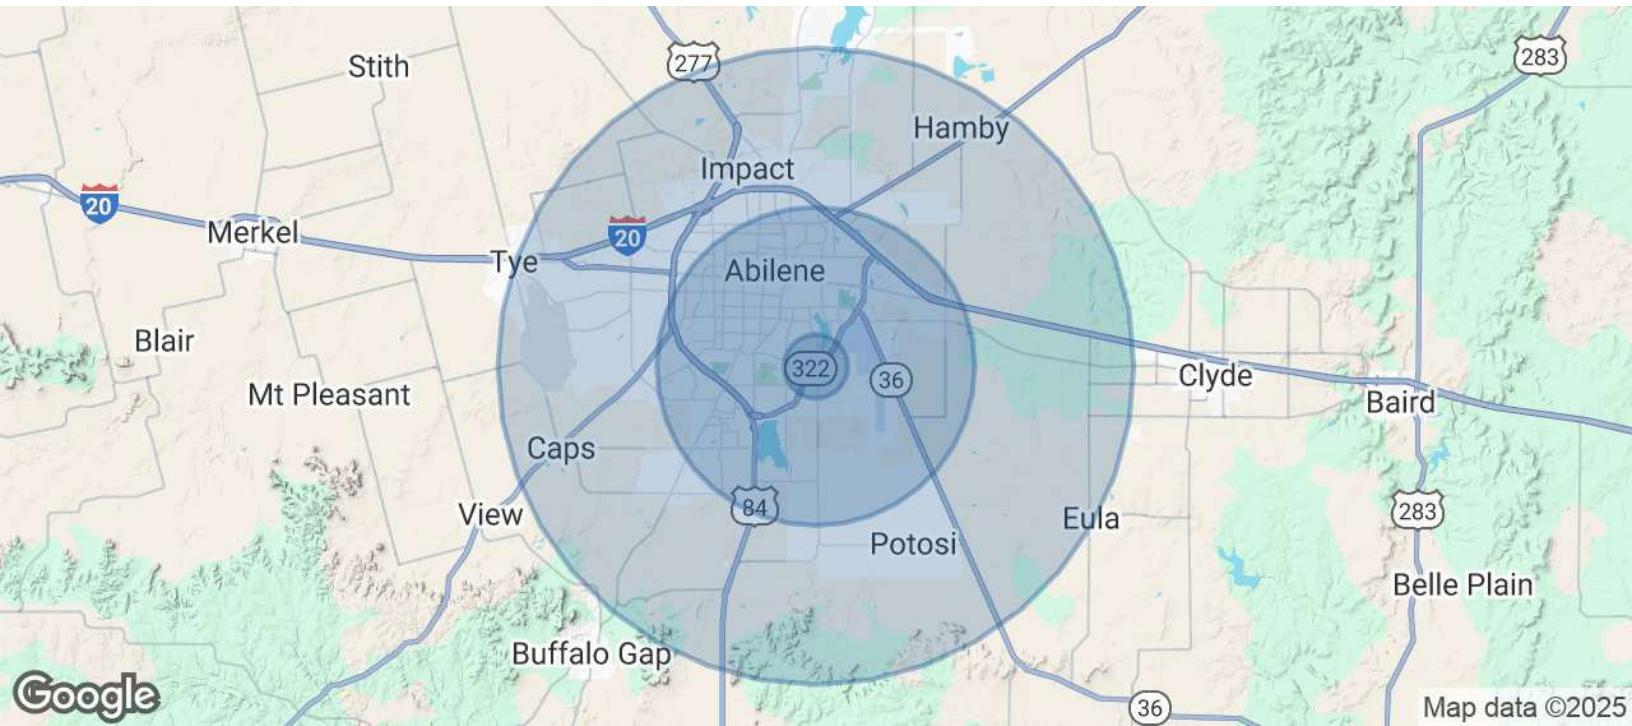 283
277
Stith
Hamby
Impact
20
Merkel
20
Tye
Abilene
Blair
322
36
Clyde
Mt Pleasant
Baird
Caps
84
View
283
Eula
Potosi
Belle Plain
Buffalo Gap
Google
36
Map data ©2025